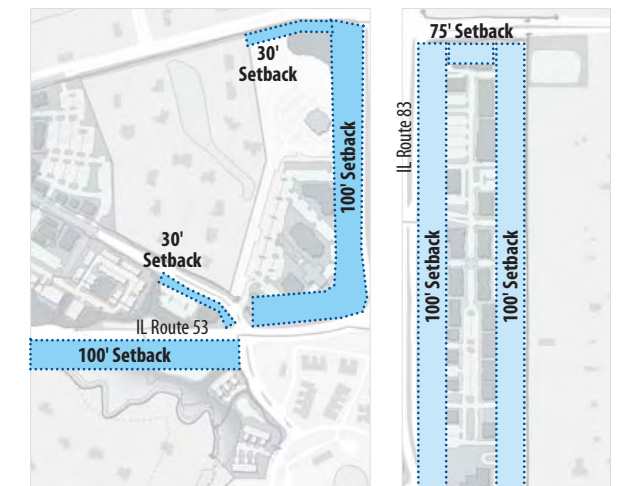 30'
Setback
100' Setback
30'
Setback
IL Route 53
100' Setback
75' Setback
IL Route 83
100' Setback
100' Setback